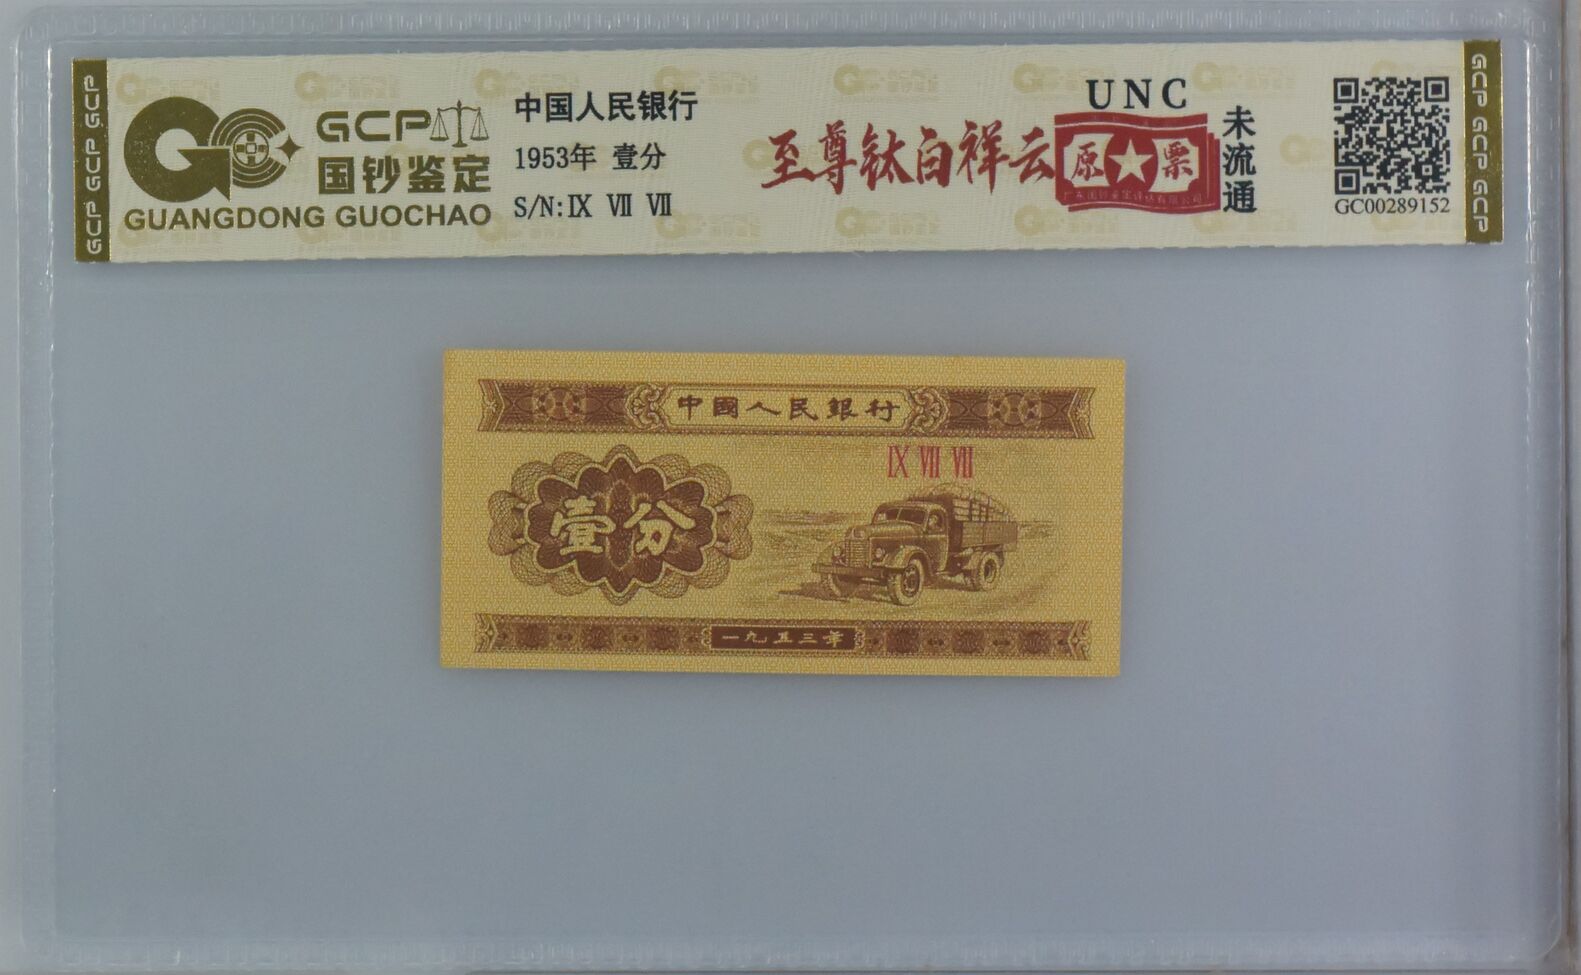 GCP GCP GCP
GCP
国钞鉴定
GUANGDONG GUOCHAO
中国人民银行
1953年 壹分
S/N:Ⅸ Ⅶ Ⅶ
至尊钛白祥云
原票
UNC
未流通
GC00289152
GCP GCP GCP
中國人民銀行
Ⅸ Ⅶ Ⅶ
壹分
一九五三年